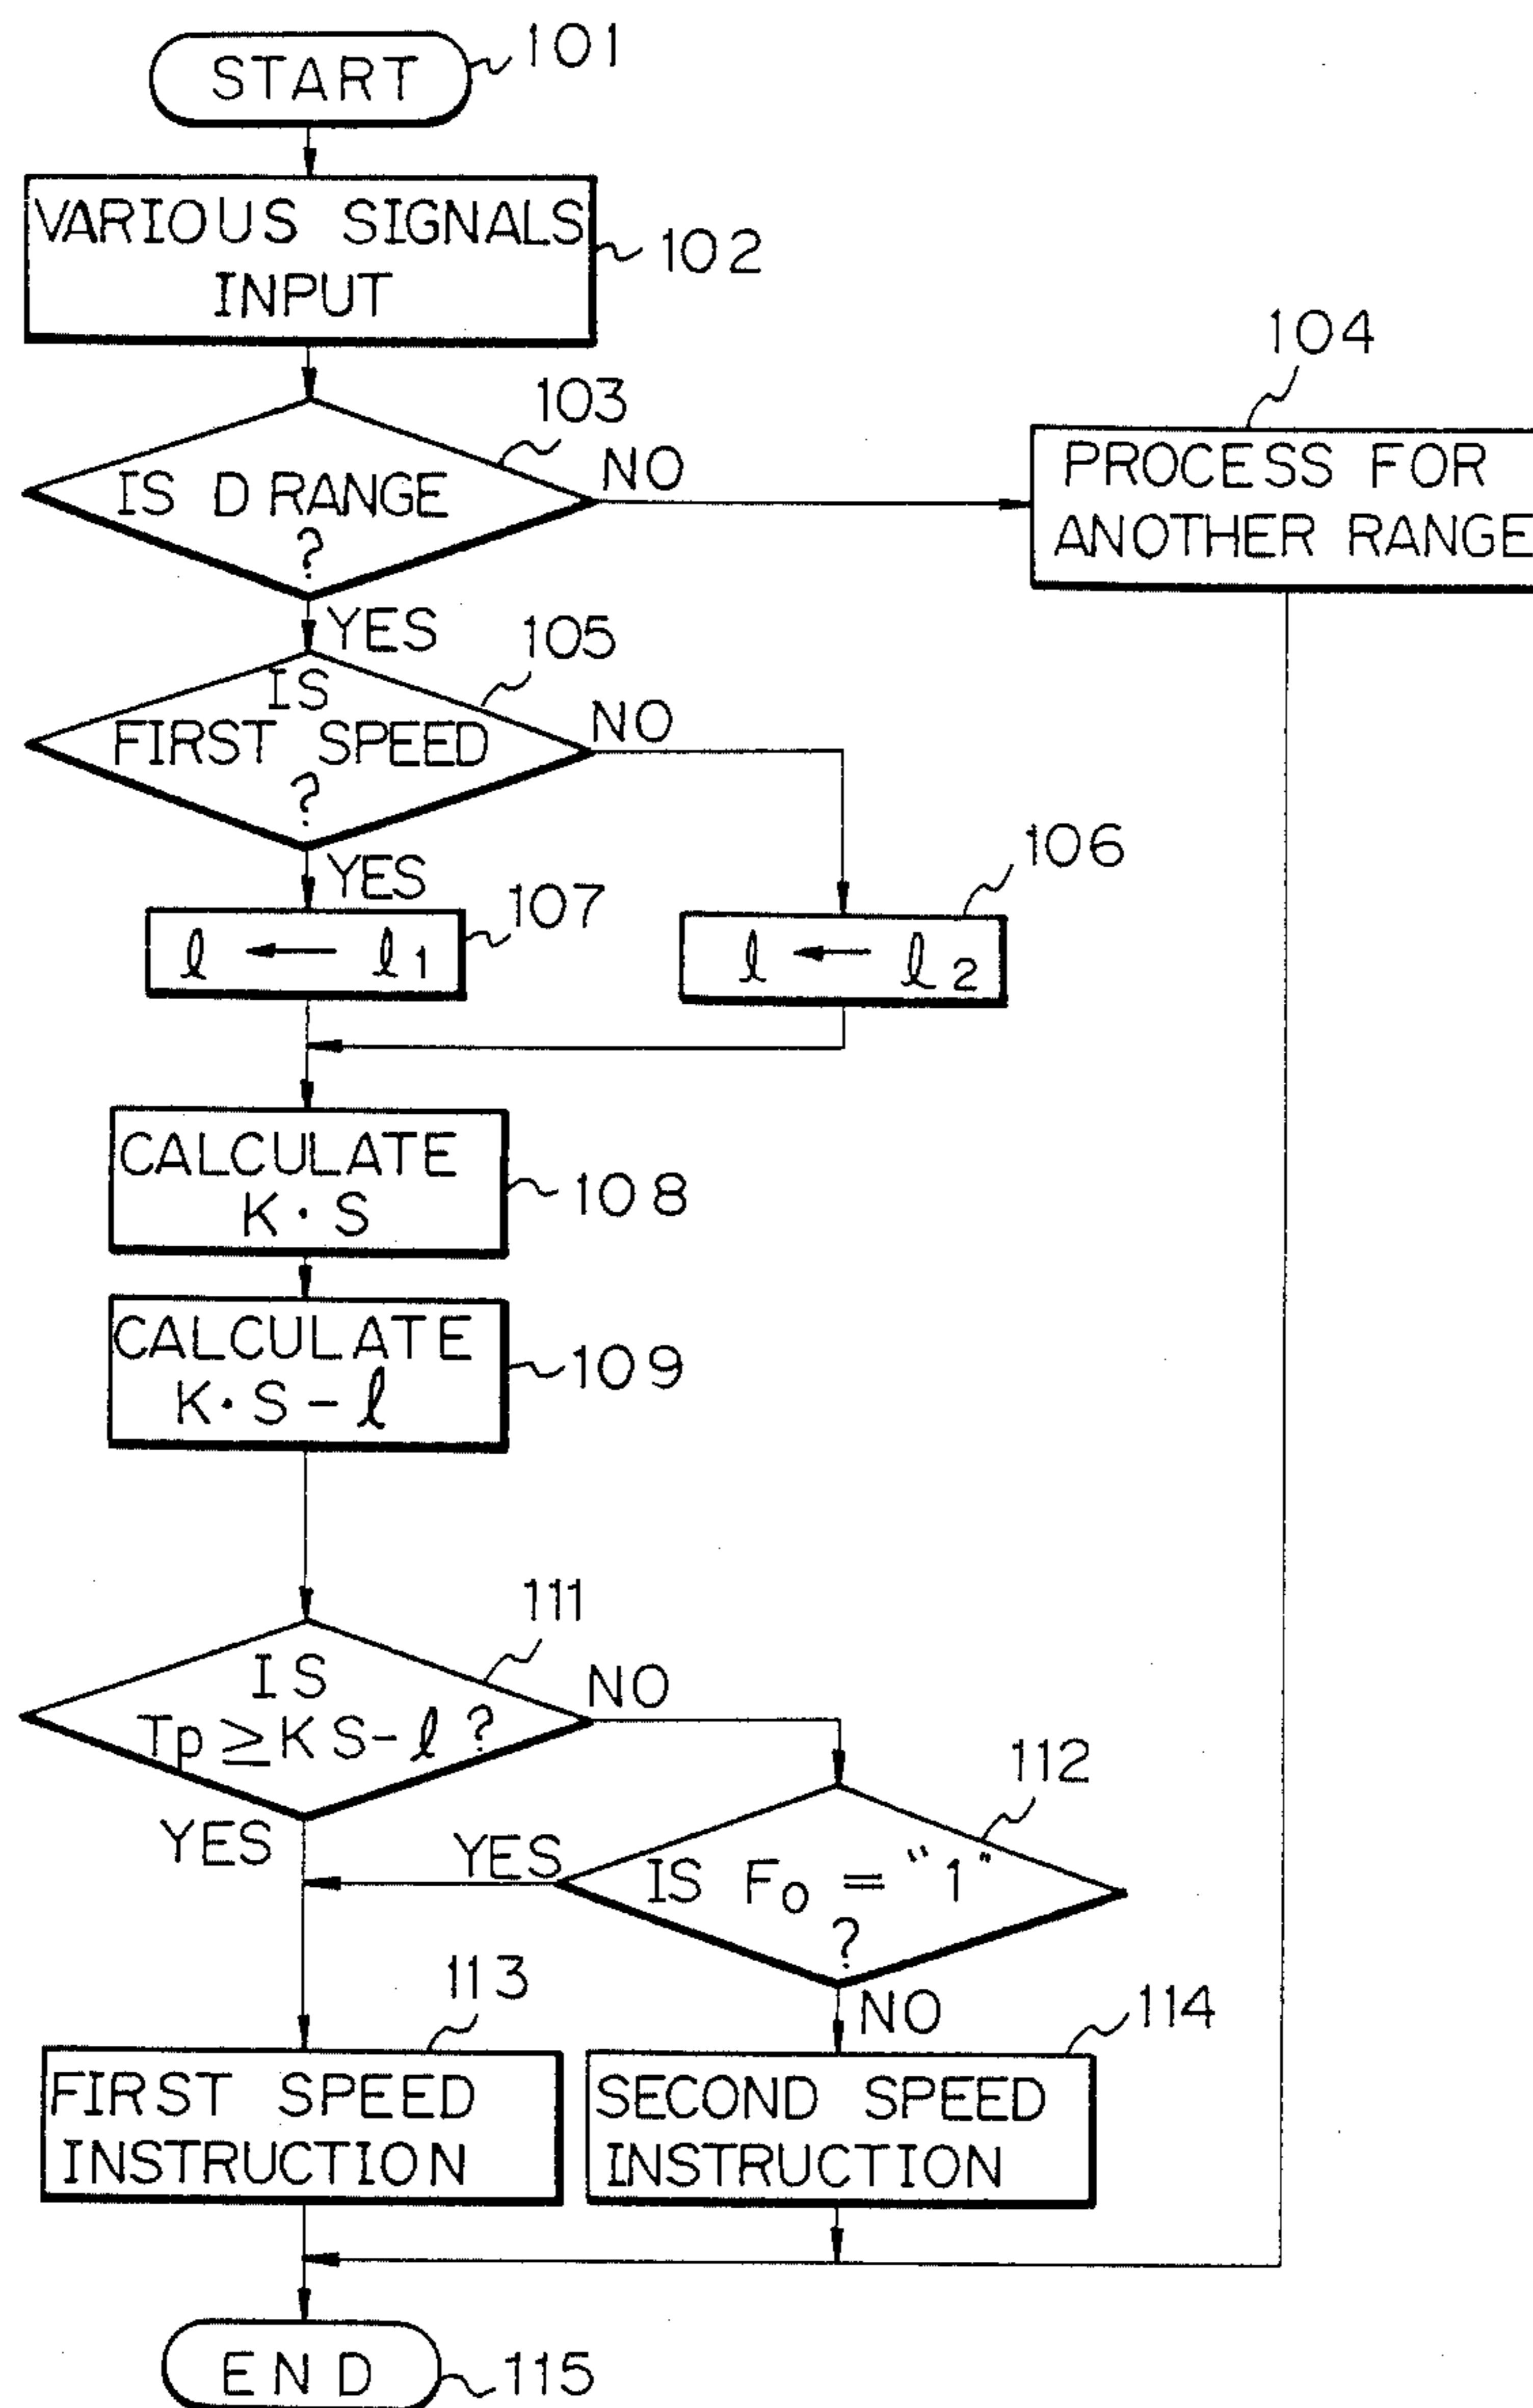 START
101
VARIOUS SIGNALS
INPUT
102
103
IS D RANGE
?
NO
104
PROCESS FOR
ANOTHER RANGE
YES
105
IS
FIRST SPEED
?
NO
YES
107
ℓ ← ℓ1
106
ℓ ← ℓ2
CALCULATE
K·S
108
CALCULATE
K·S-ℓ
109
111
IS
Tp ≥ K S-ℓ ?
NO
YES
112
YES
IS Fo = "1"
?
NO
113
FIRST SPEED
INSTRUCTION
114
SECOND SPEED
INSTRUCTION
END
115